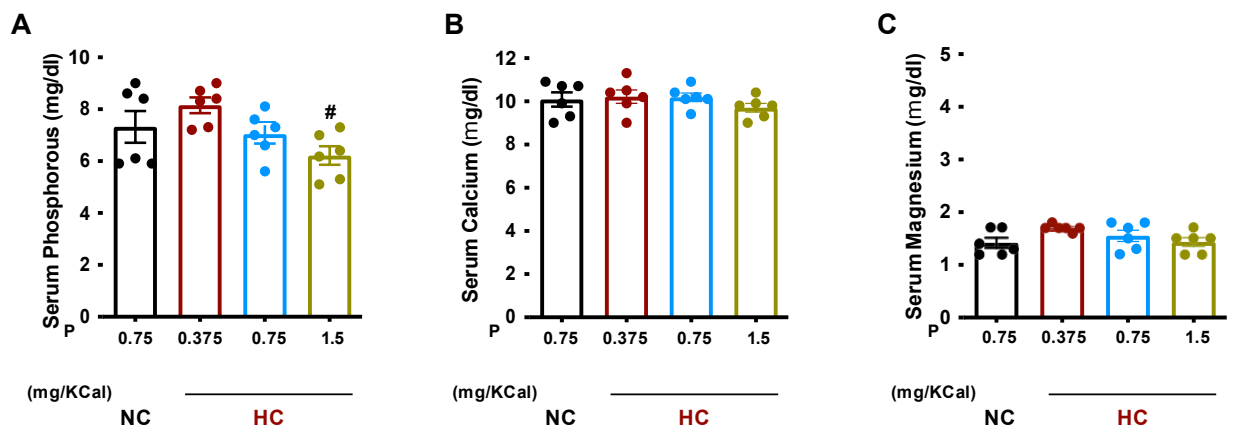 A
Serum Phosphorous (mg/dl)
10
8
6
4
2
0
#
P
0.75 0.375 0.75 1.5
(mg/KCal)
NC HC
B
Serum Calcium (mg/dl)
12
10
8
6
4
2
0
P
0.75 0.375 0.75 1.5
(mg/KCal)
NC HC
C
Serum Magnesium (mg/dl)
5
4
3
2
1
0
P
0.75 0.375 0.75 1.5
(mg/KCal)
NC HC